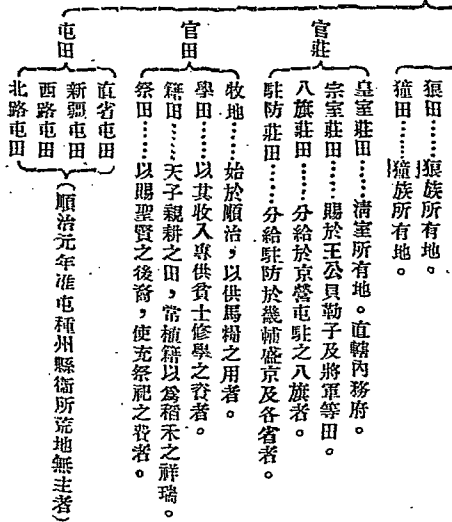 狼田……狼族所有地。
獞田……獞族所有地。
官莊
皇室莊田……清室所有地。直轄內務府。
宗室莊田……賜於王公貝勒子及將軍等田。
八旗莊田……分給於京營屯駐之八旗者。
駐防莊田……分給駐防於畿輔盛京及各省者。
官田
牧地……始於順治,以供馬塲之用者。
學田……以其收入專供貧士修學之資者。
籍田……天子親耕之田,常植籍以爲稻禾之祥瑞。
祭田……以賜聖賢之後裔,使充祭祀之資者。
屯田
直省屯田
新疆屯田
西路屯田
北路屯田
(順治元年准屯種州縣衞所荒地無主者)